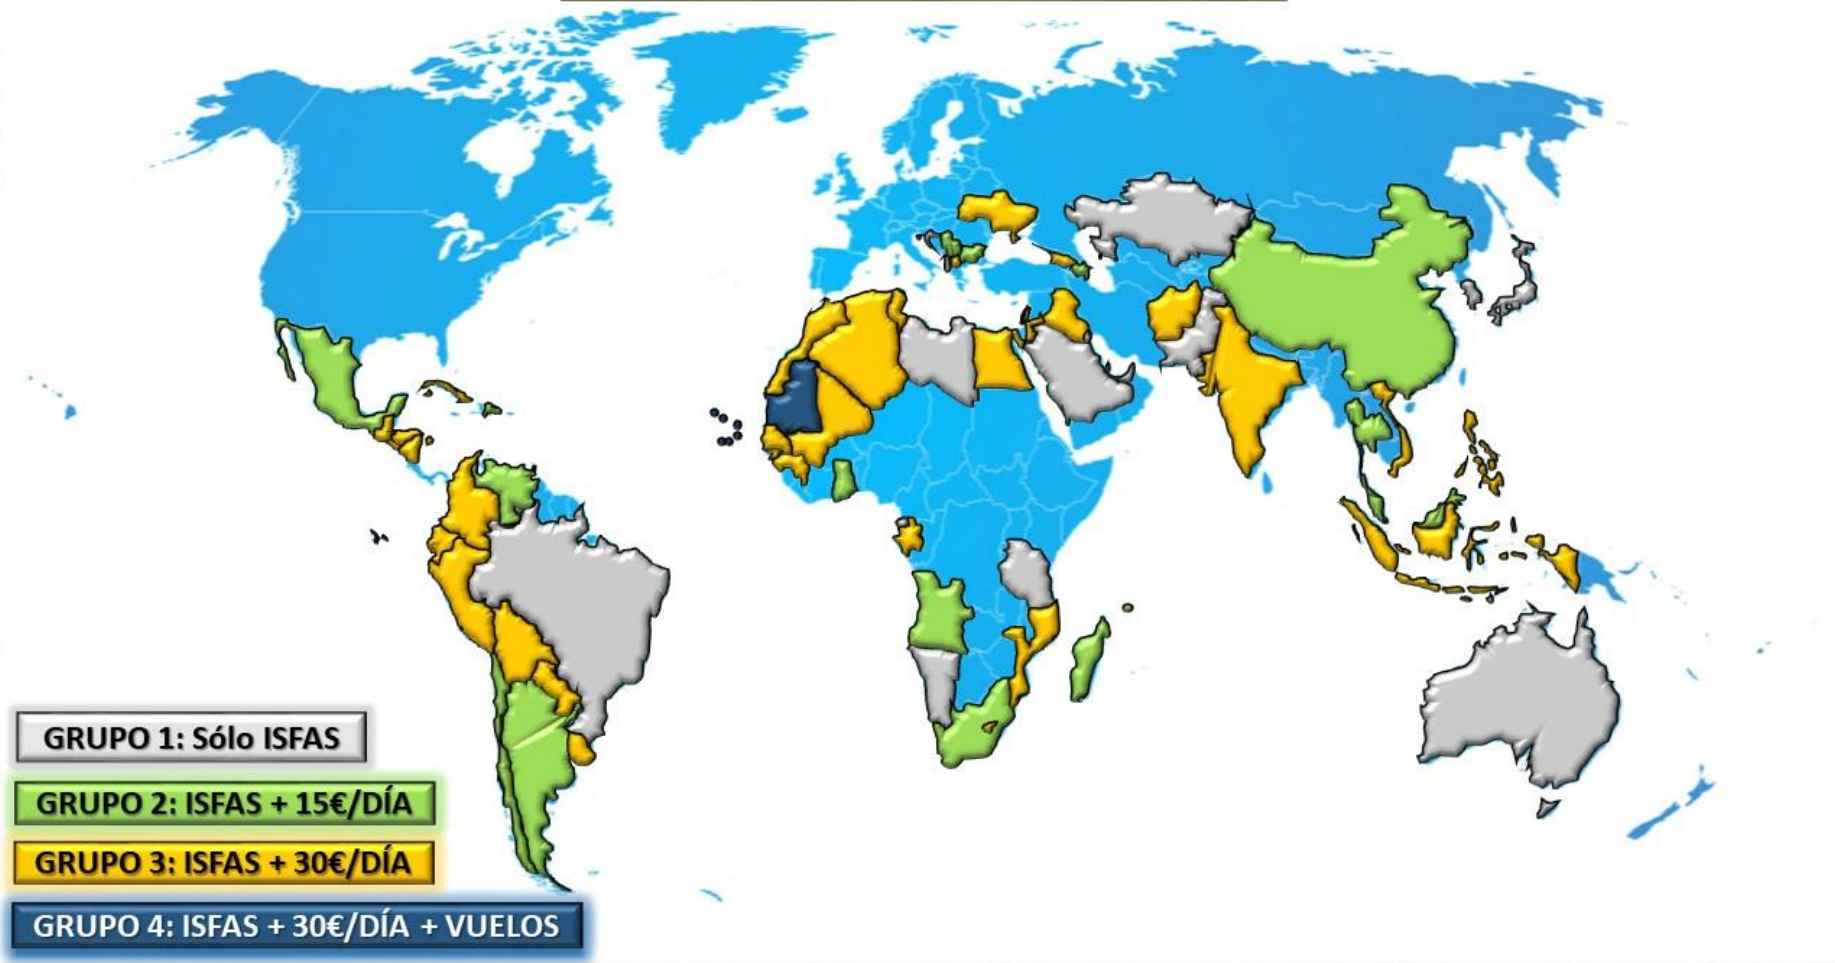 GRUPO 1: Sólo ISFAS
GRUPO 2: ISFAS + 15€/DÍA
GRUPO 3: ISFAS + 30€/DÍA
GRUPO 4: ISFAS + 30€/DÍA + VUELOS